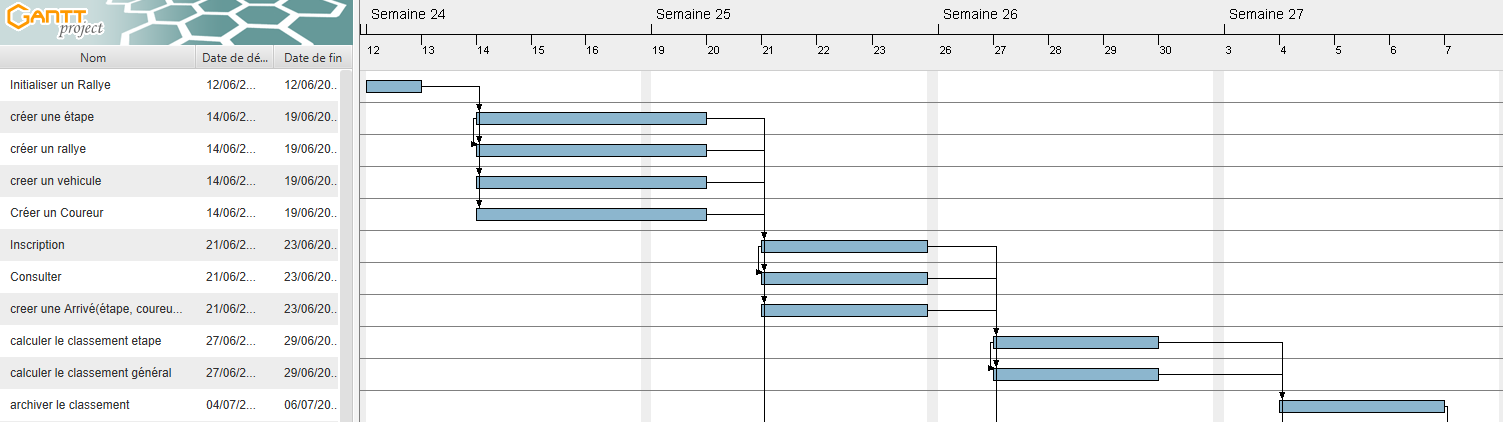 GANTT
project
Semaine 24 Semaine 25 Semaine 26 Semaine 27
12 13 14 15 16 19 20 21 22 23 26 27 28 29 30 3 4 5 6 7
Nom Date de dé... Date de fin
Initialiser un Rallye 12/06/2... 12/06/20..
créer une étape 14/06/2... 19/06/20..
créer un rallye 14/06/2... 19/06/20..
creer un vehicule 14/06/2... 19/06/20..
Créer un Coureur 14/06/2... 19/06/20..
Inscription 21/06/2... 23/06/20..
Consulter 21/06/2... 23/06/20..
creer une Arrivé(étape, coureu... 21/06/2... 23/06/20..
calculer le classement etape 27/06/2... 29/06/20..
calculer le classement général 27/06/2... 29/06/20..
archiver le classement 04/07/2... 06/07/20..